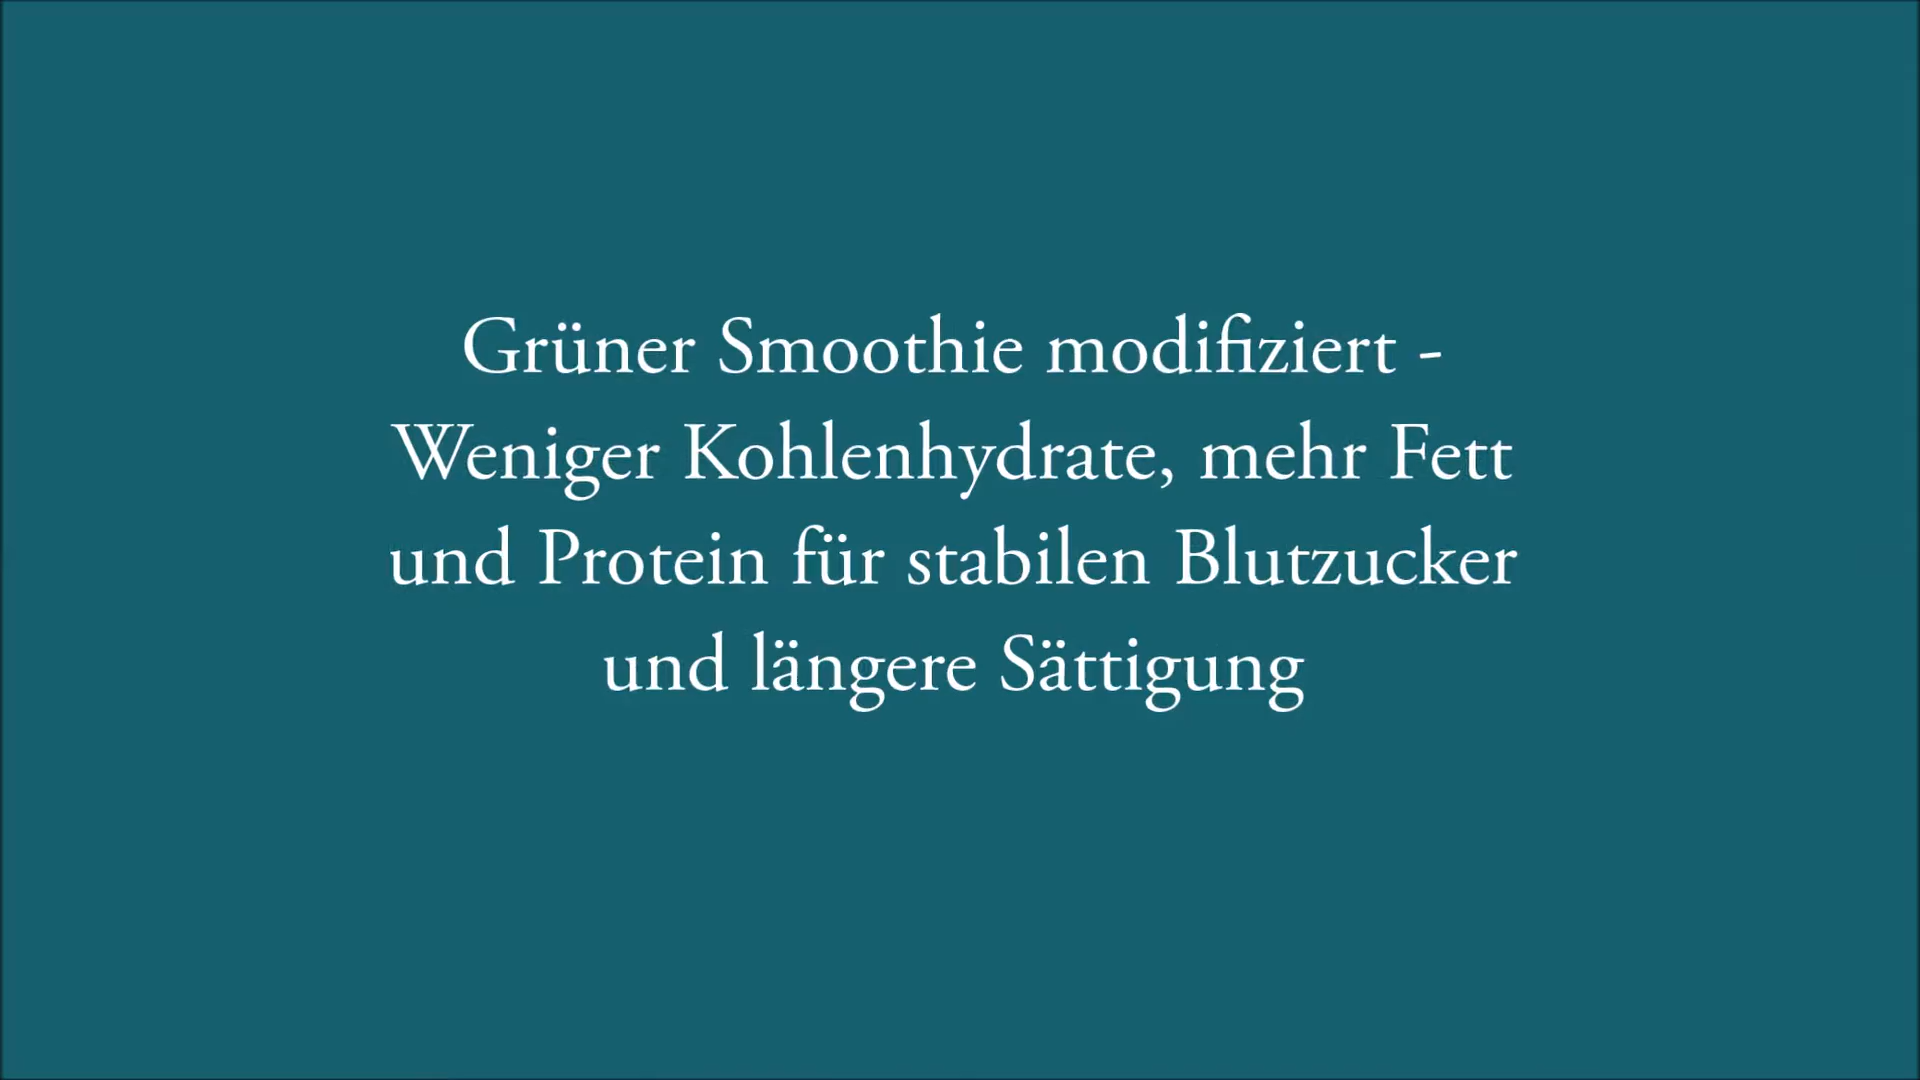 Grüner Smoothie modifiziert -
Weniger Kohlenhydrate, mehr Fett
und Protein für stabilen Blutzucker
und längere Sättigung